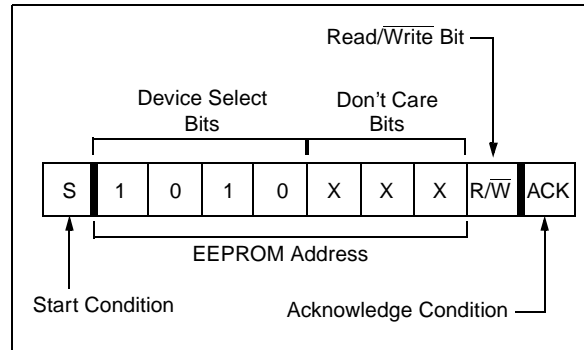 Read/Write Bit
Device Select
Bits
Don't Care
Bits
S 1 0 1 0 X X X R/W ACK
EEPROM Address
Start Condition
Acknowledge Condition